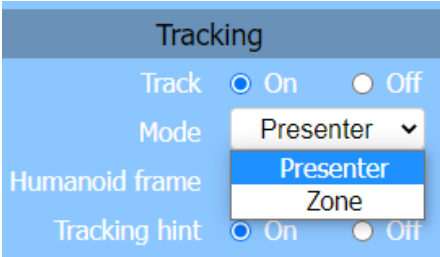 Tracking
Track On Off
Mode Presenter
Presenter
Humanoid frame
Zone
Tracking hint On Off